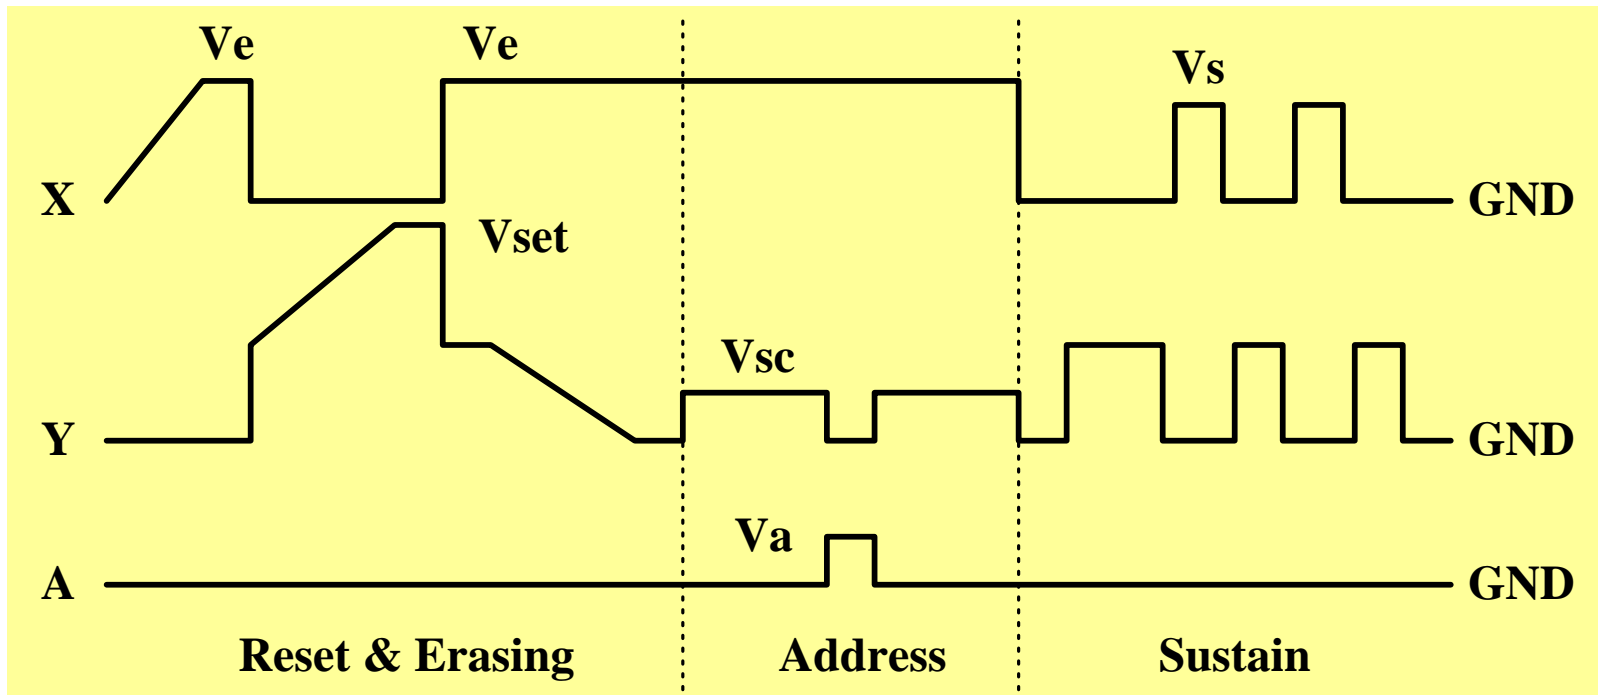 Ve
Ve
Vs
X
GND
Vset
Vsc
Y
GND
Va
A
GND
Reset & Erasing
Address
Sustain